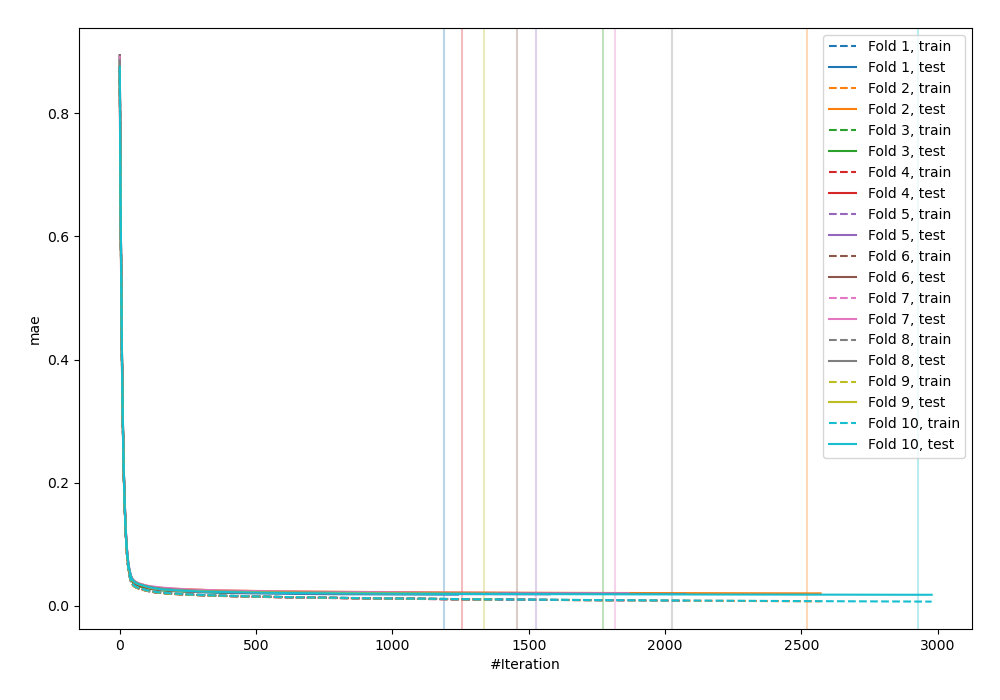 0.8
0.6
0.4
0.2
0.0
mae
0 500 1000 1500 2000 2500 3000
#Iteration
Fold 1, train
Fold 1, test
Fold 2, train
Fold 2, test
Fold 3, train
Fold 3, test
Fold 4, train
Fold 4, test
Fold 5, train
Fold 5, test
Fold 6, train
Fold 6, test
Fold 7, train
Fold 7, test
Fold 8, train
Fold 8, test
Fold 9, train
Fold 9, test
Fold 10, train
Fold 10, test